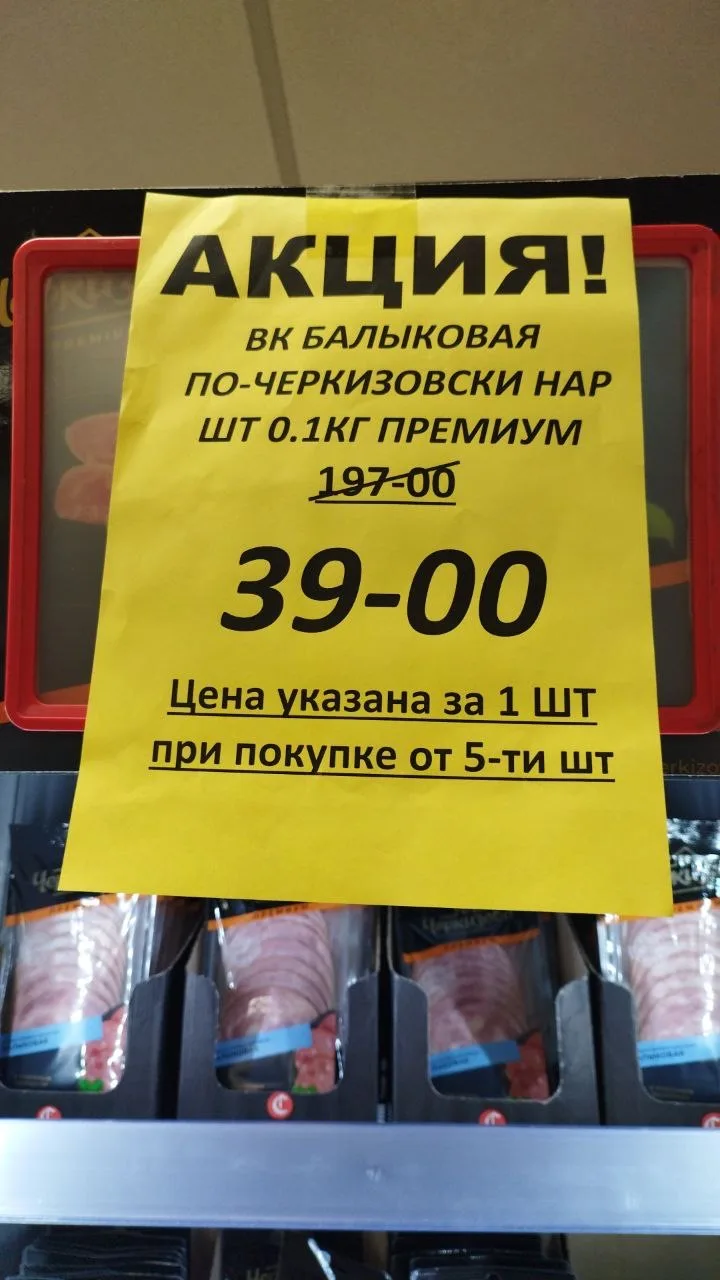 АКЦИЯ!
ВК БАЛЫКОВАЯ
ПО-ЧЕРКИЗОВСКИ НАР
ШТ 0.1КГ ПРЕМИУМ
197-00
39-00
Цена указана за 1 ШТ
при покупке от 5-ти шт